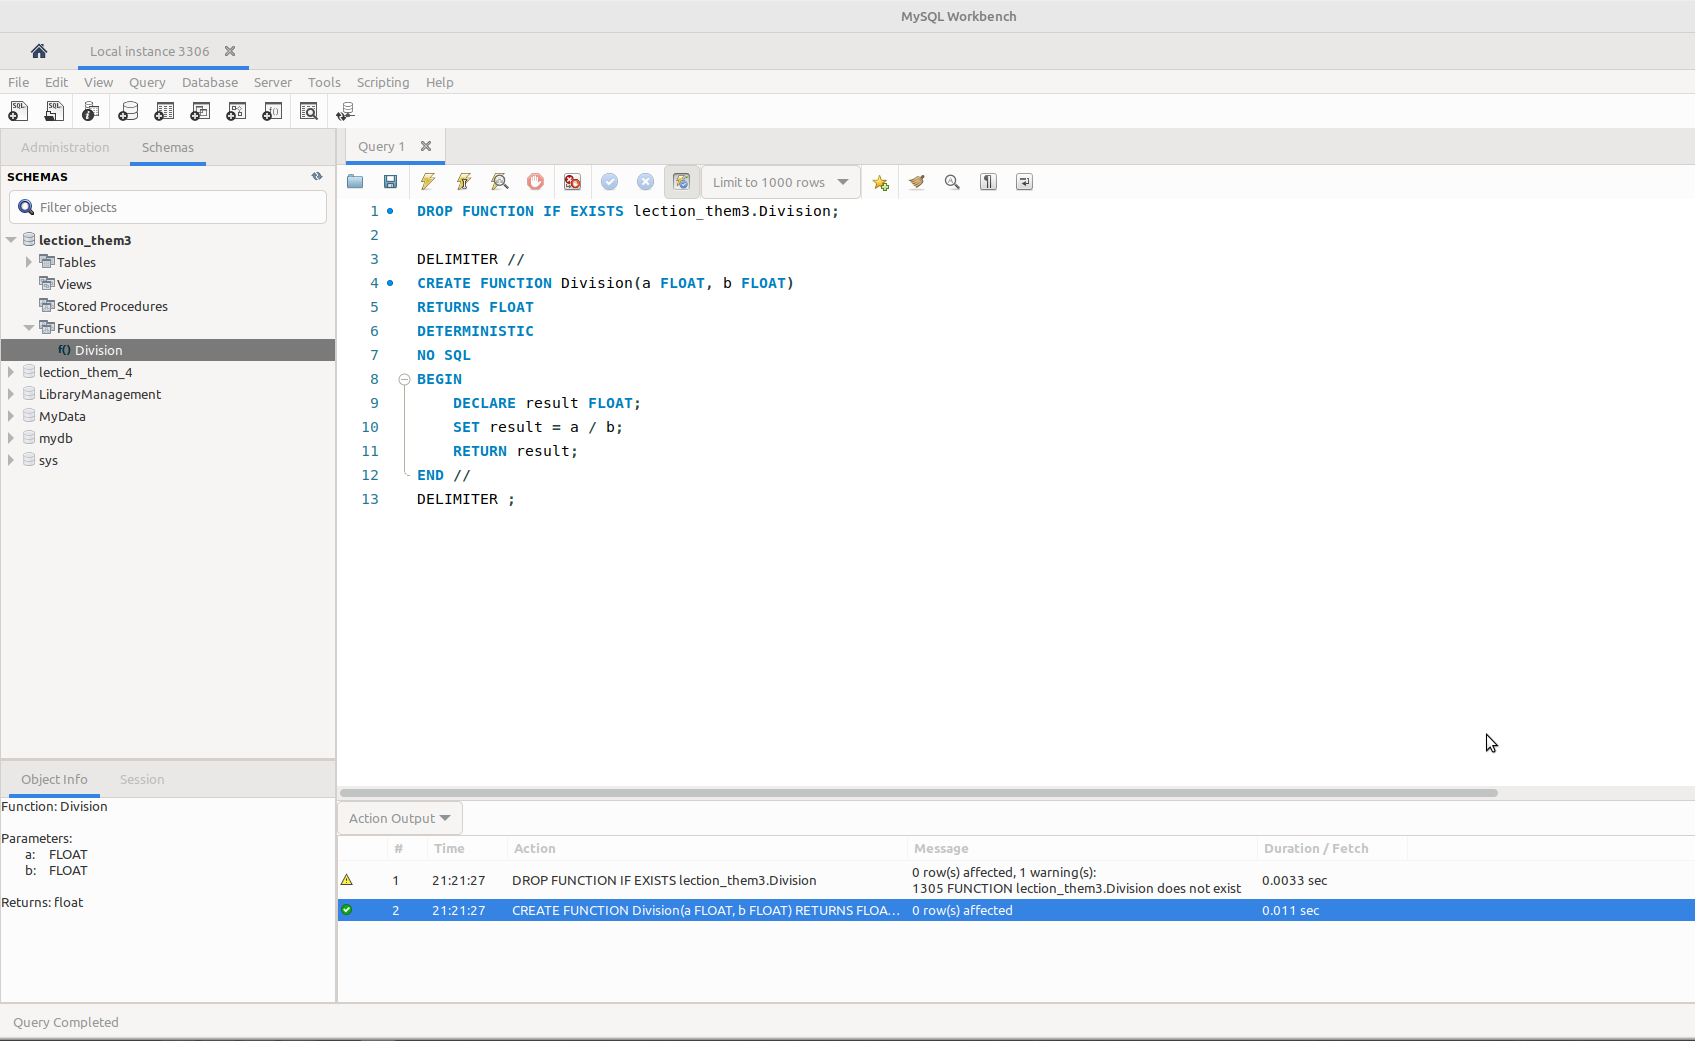 MySQL Workbench
Local instance 3306
File Edit View Query Database Server Tools Scripting Help
Administration Schemas
SCHEMAS
Filter objects
lection_them3
Tables
Views
Stored Procedures
Functions
f() Division
lection_them_4
LibraryManagement
MyData
mydb
sys
Object Info Session
Function: Division
Parameters:
a: FLOAT
b: FLOAT
Returns: float
Query 1
Limit to 1000 rows
1 DROP FUNCTION IF EXISTS lection_them3.Division;
2
3 DELIMITER //
4 CREATE FUNCTION Division(a FLOAT, b FLOAT)
5 RETURNS FLOAT
6 DETERMINISTIC
7 NO SQL
8 BEGIN
9 DECLARE result FLOAT;
10 SET result = a / b;
11 RETURN result;
12 END //
13 DELIMITER ;
Action Output
# Time Action Message Duration / Fetch
1 21:21:27 DROP FUNCTION IF EXISTS lection_them3.Division 0 row(s) affected, 1 warning(s): 0.0033 sec
1305 FUNCTION lection_them3.Division does not exist
2 21:21:27 CREATE FUNCTION Division(a FLOAT, b FLOAT) RETURNS FLOA... 0 row(s) affected 0.011 sec
Query Completed